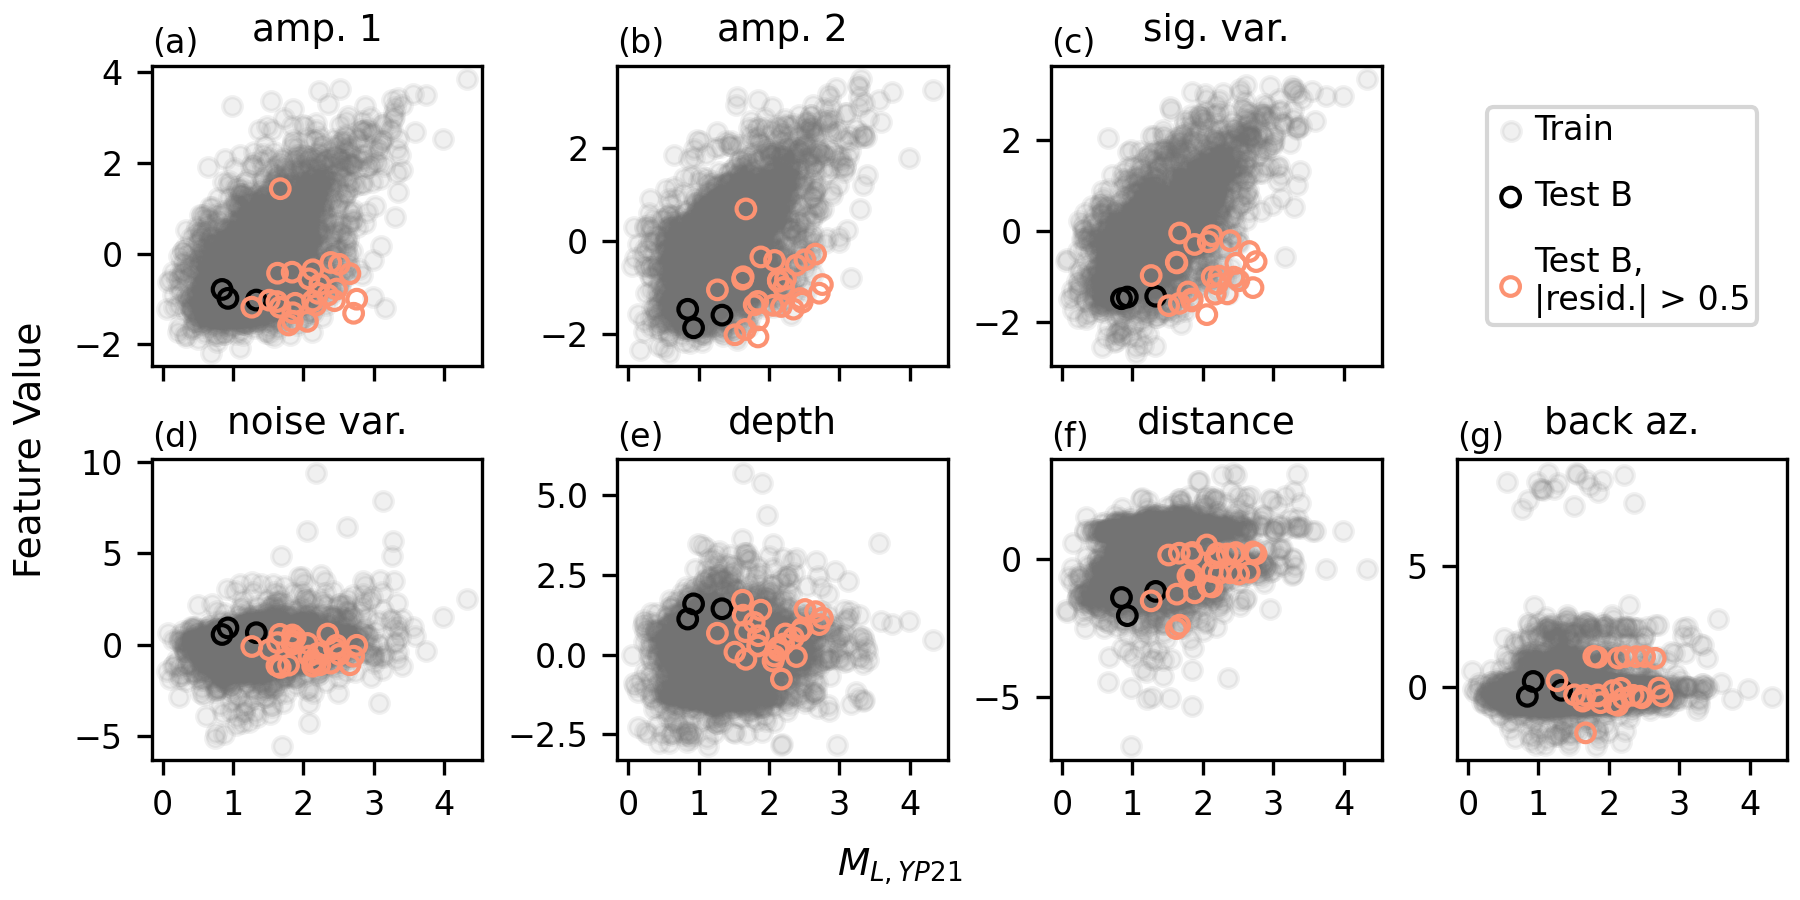 (a) amp. 1
(b) amp. 2
(c) sig. var.
4
2
0
−2
2
0
−2
2
0
−2
Train
Test B
Test B,
|resid.| > 0.5
Feature Value
(d) noise var.
(e) depth
(f) distance
(g) back az.
10
5
0
−5
5.0
2.5
0.0
−2.5
0
−5
5
0
0 1 2 3 4
0 1 2 3 4
0 1 2 3 4
0 1 2 3 4
M_{L, YP21}